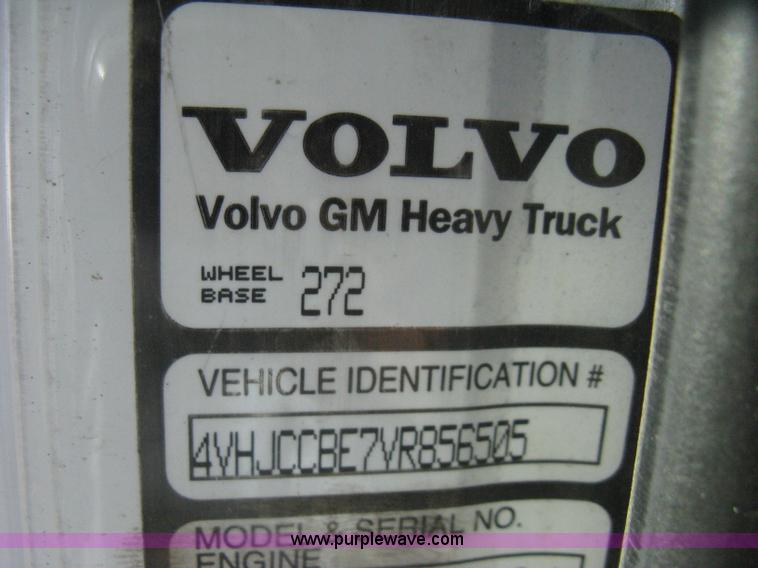 VOLVO
Volvo GM Heavy Truck
WHEEL
BASE 272
VEHICLE IDENTIFICATION #
4VHJCCBE7VR856505
MODEL & SERIAL NO.
www.purplewave.com
ENGINE